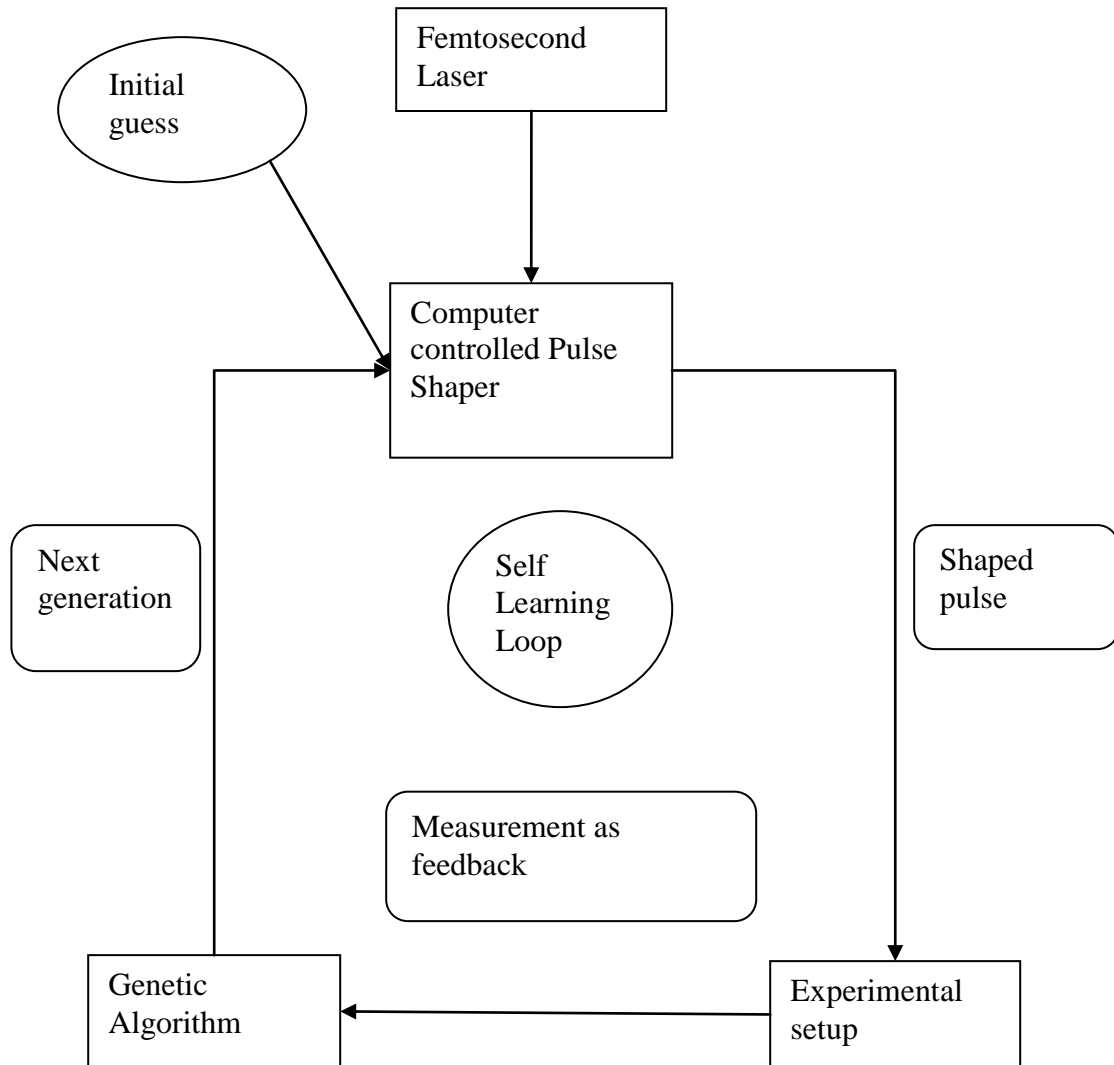 Initial
guess
Femtosecond
Laser
Computer
controlled Pulse
Shaper
Next
generation
Self
Learning
Loop
Shaped
pulse
Measurement as
feedback
Genetic
Algorithm
Experimental
setup